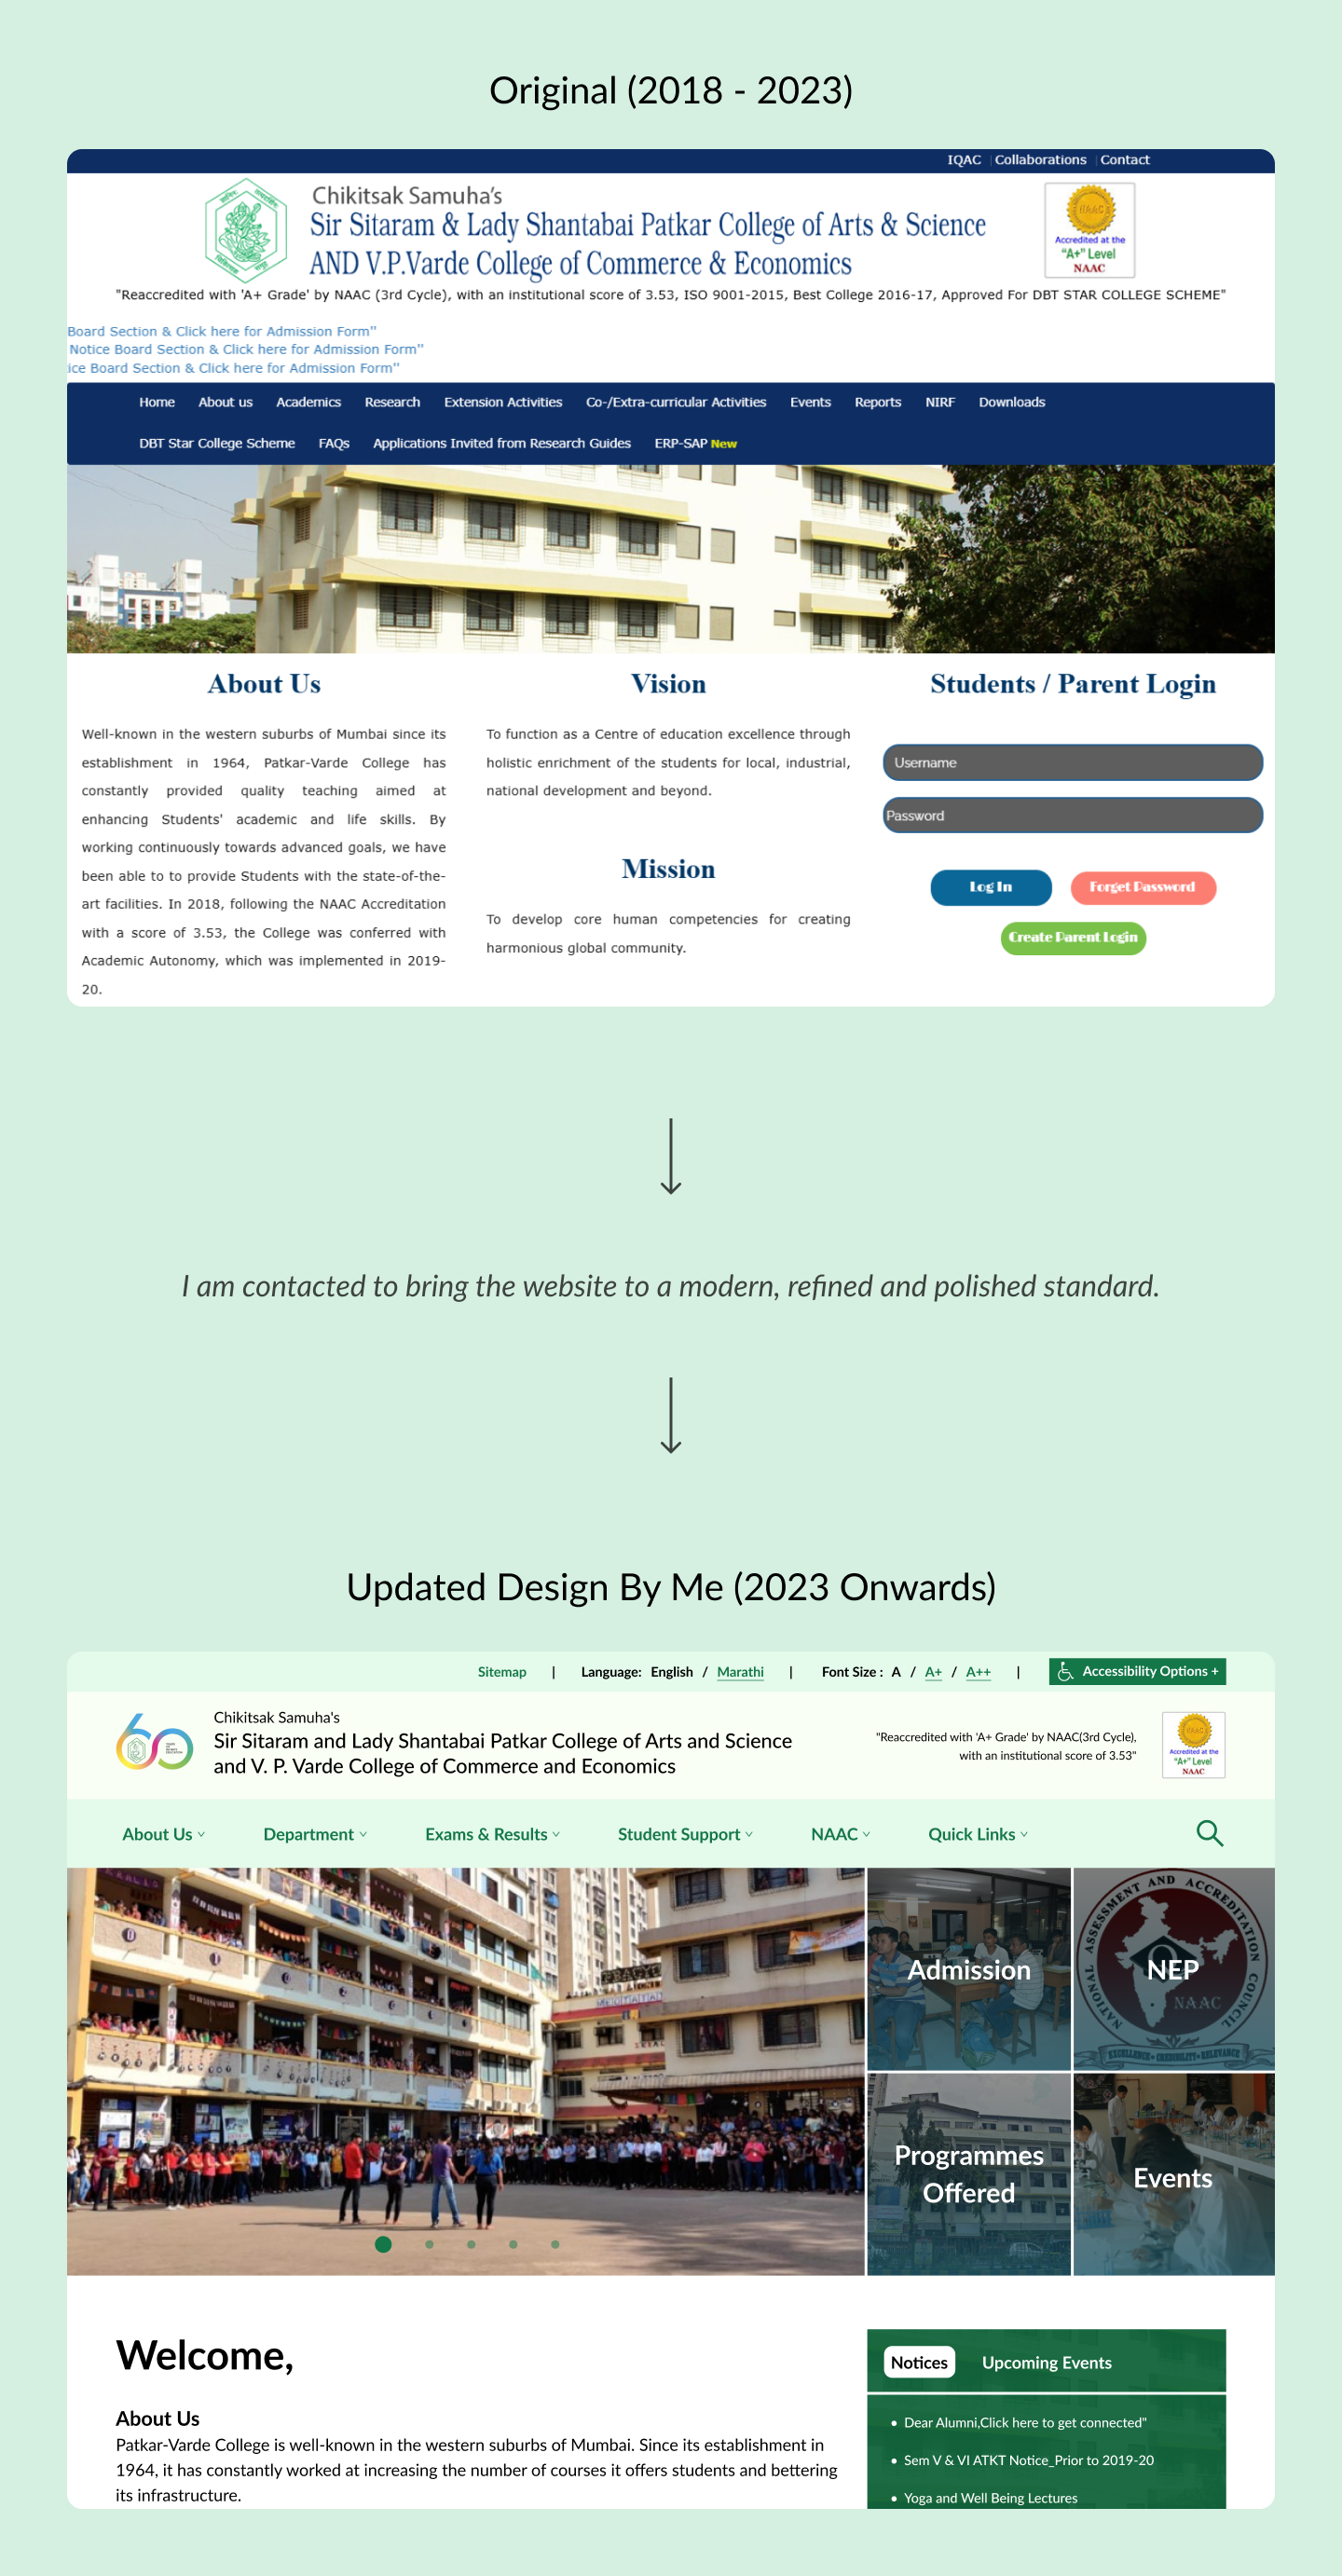 Original (2018 - 2023)
IQAC | Collaborations | Contact
Chikitsak Samuha's
Sir Sitaram & Lady Shantabai Patkar College of Arts & Science
AND V.P.Varde College of Commerce & Economics
NAAC
Accredited at the
"A+" Level
NAAC
"Reaccredited with 'A+ Grade' by NAAC (3rd Cycle), with an institutional score of 3.53, ISO 9001-2015, Best College 2016-17, Approved For DBT STAR COLLEGE SCHEME"
Board Section & Click here for Admission Form"
Notice Board Section & Click here for Admission Form"
ice Board Section & Click here for Admission Form"
Home About us Academics Research Extension Activities Co-/Extra-curricular Activities Events Reports NIRF Downloads
DBT Star College Scheme FAQs Applications Invited from Research Guides ERP-SAP New
About Us
Well-known in the western suburbs of Mumbai since its
establishment in 1964, Patkar-Varde College has
constantly provided quality teaching aimed at
enhancing Students' academic and life skills. By
working continuously towards advanced goals, we have
been able to to provide Students with the state-of-the-
art facilities. In 2018, following the NAAC Accreditation
with a score of 3.53, the College was conferred with
Academic Autonomy, which was implemented in 2019-
20.
Vision
To function as a Centre of education excellence through
holistic enrichment of the students for local, industrial,
national development and beyond.
Mission
To develop core human competencies for creating
harmonious global community.
Students / Parent Login
Username
Password
Log In
Forget Password
Create Parent Login
I am contacted to bring the website to a modern, refined and polished standard.
Updated Design By Me (2023 Onwards)
Sitemap | Language: English / Marathi | Font Size : A / A+ / A++ | Accessibility Options +
60
Chikitsak Samuha's
Sir Sitaram and Lady Shantabai Patkar College of Arts and Science
and V. P. Varde College of Commerce and Economics
"Reaccredited with 'A+ Grade' by NAAC(3rd Cycle),
with an institutional score of 3.53"
NAAC
Accredited at the
"A+" Level
NAAC
About Us Department Exams & Results Student Support NAAC Quick Links
Admission
NEP
NATIONAL ASSESSMENT AND ACCREDITATION COUNCIL
NAAC
EXCELLENCE • CREDIBILITY • RELEVANCE
Programmes
Offered
Events
Welcome,
About Us
Patkar-Varde College is well-known in the western suburbs of Mumbai. Since its establishment in
1964, it has constantly worked at increasing the number of courses it offers students and bettering
its infrastructure.
Notices Upcoming Events
• Dear Alumni,Click here to get connected"
• Sem V & VI ATKT Notice_Prior to 2019-20
• Yoga and Well Being Lectures